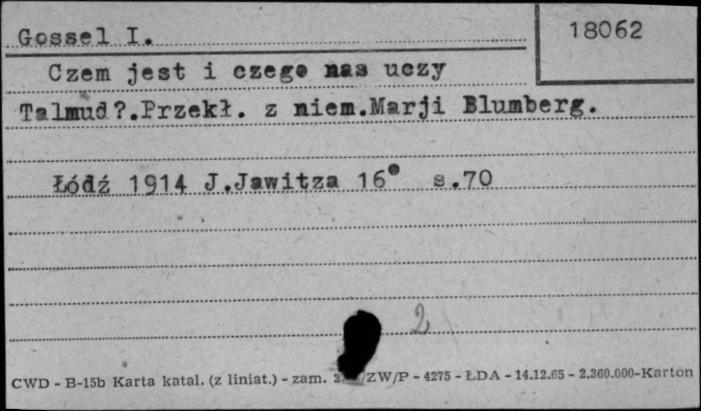 Gossel I.
18062
Czem jest i czego nas uczy
Talmud?.Przekł. z niem.Marji Blumberg.
Łódź 1914 J.Jawitza 16° s.70
2
CWD - B-15b Karta katal. (z liniat.) - zam. /ZW/P - 4275 - ŁDA - 14.12.65 - 2.360.000-Karton